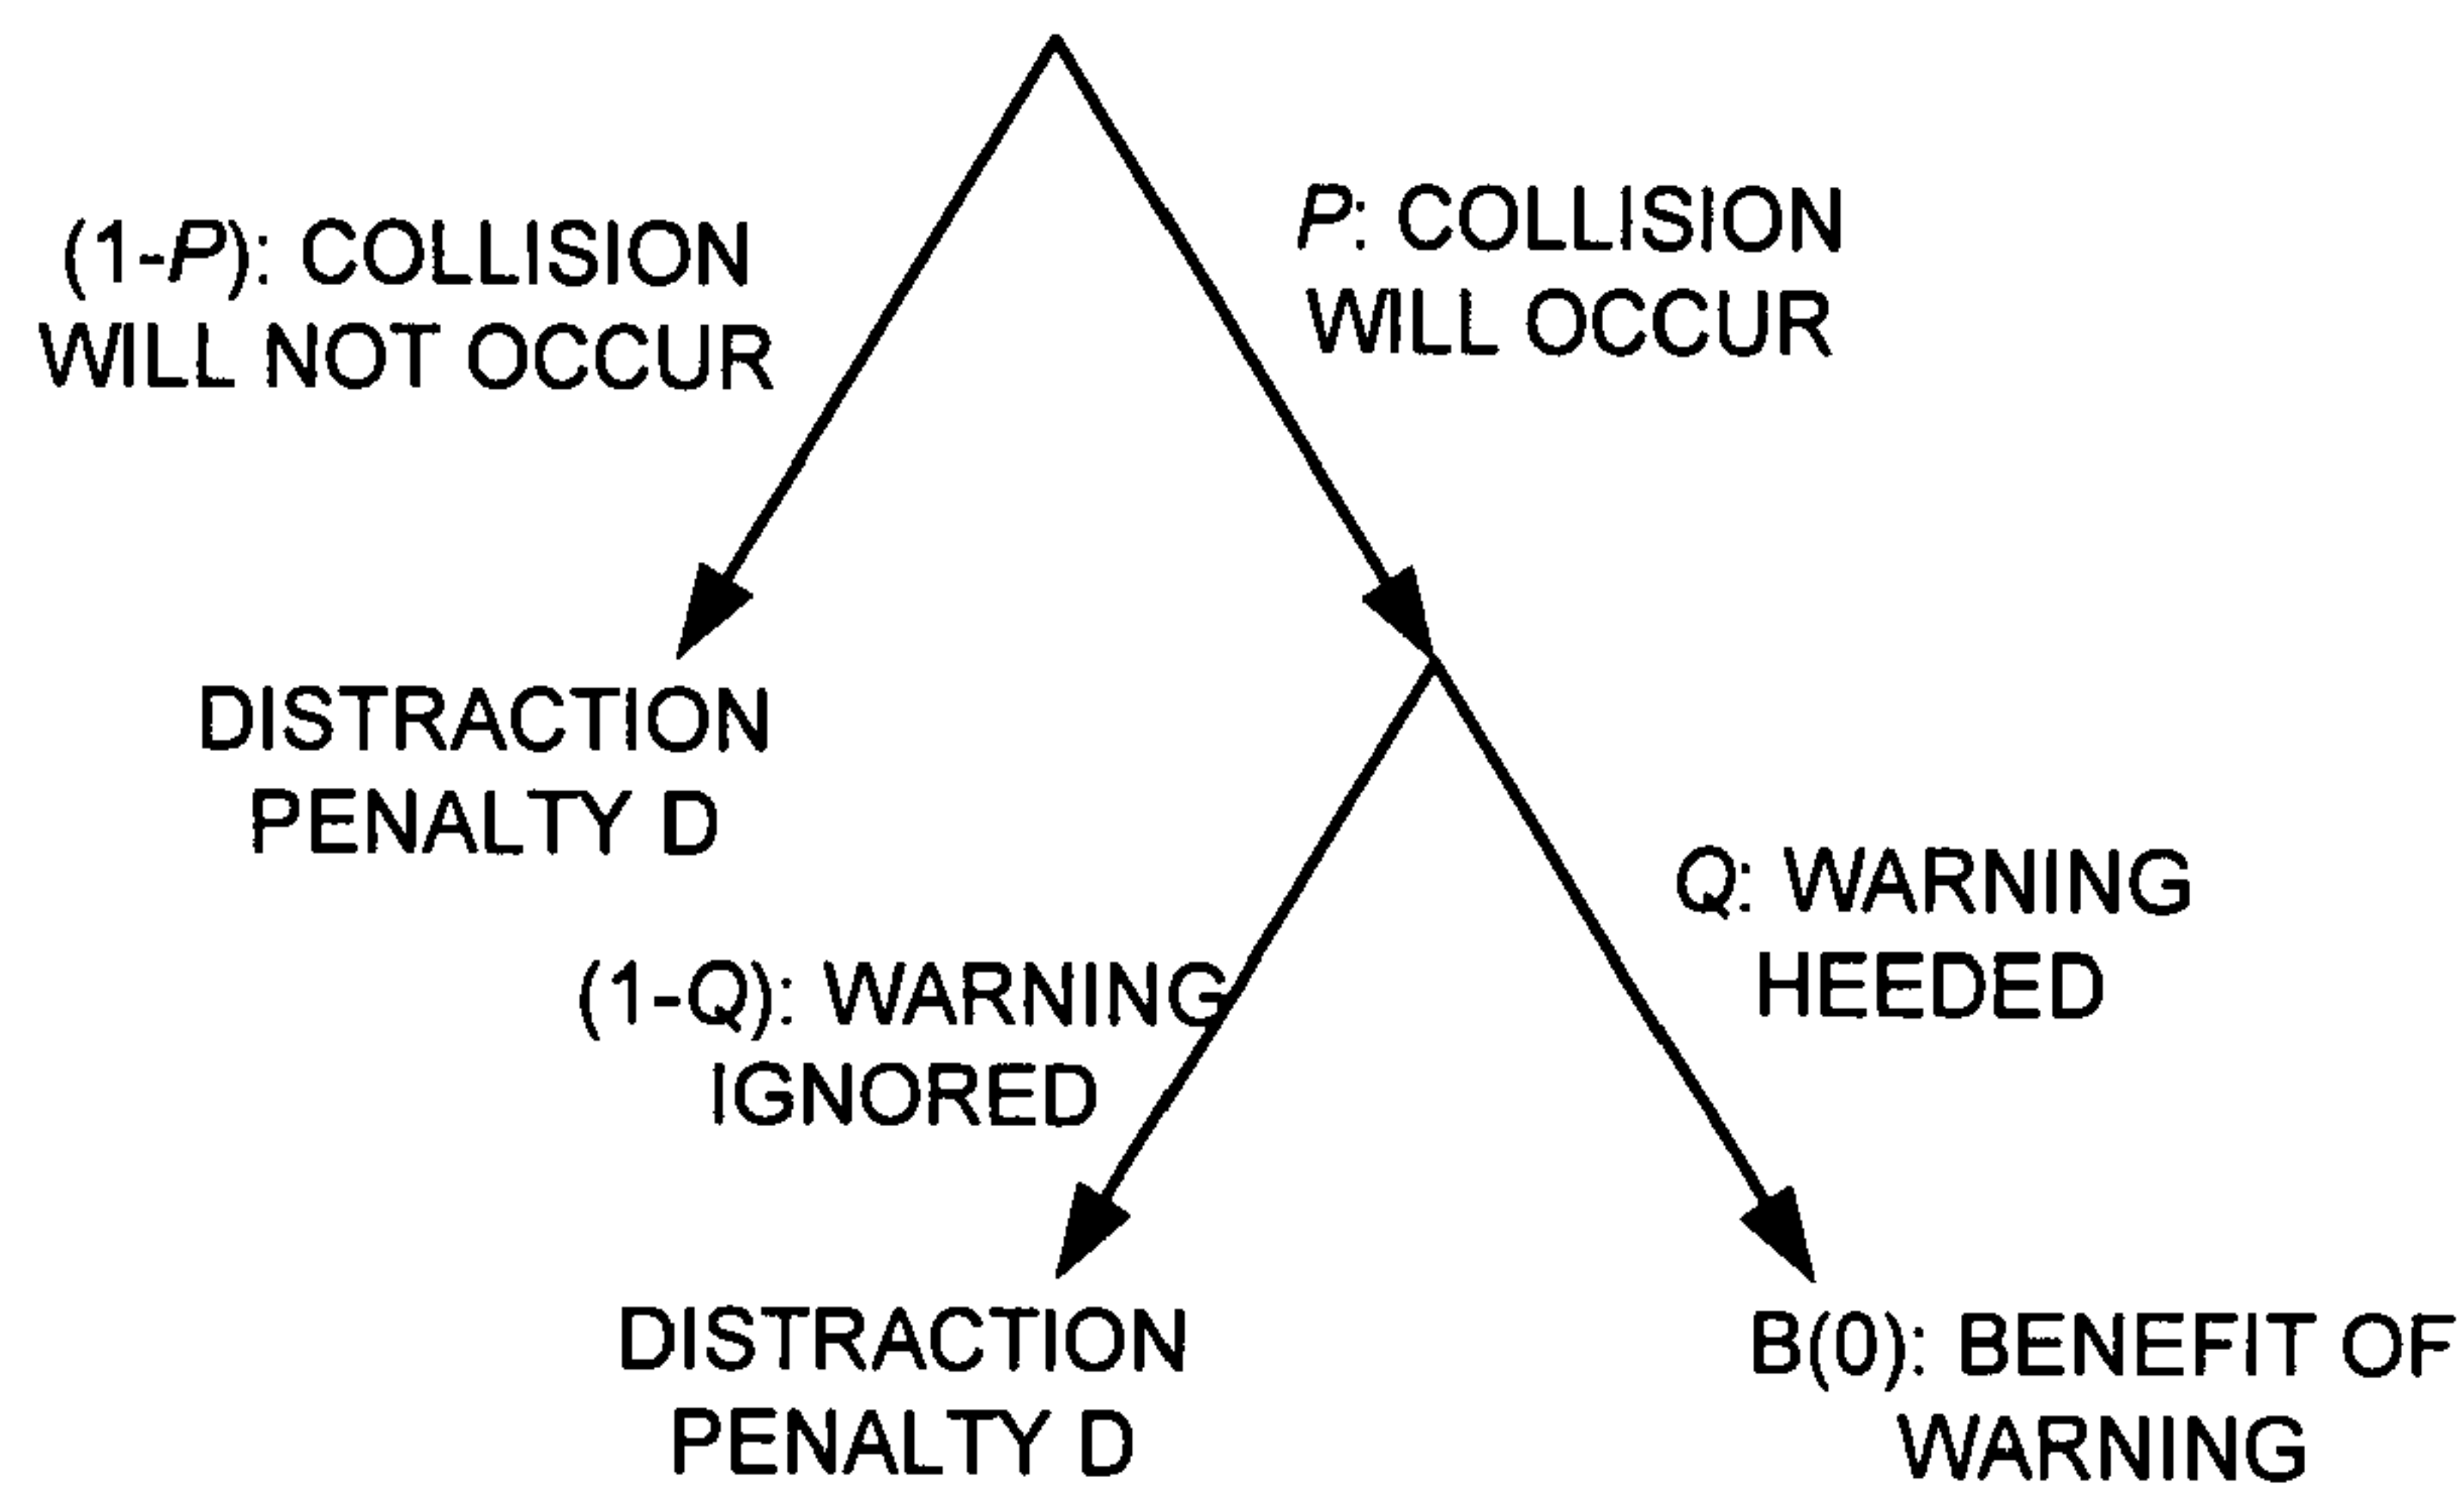 (1-P): COLLISION
WILL NOT OCCUR
P: COLLISION
WILL OCCUR
DISTRACTION
PENALTY D
(1-Q): WARNING
IGNORED
Q: WARNING
HEEDED
DISTRACTION
PENALTY D
B(0): BENEFIT OF
WARNING